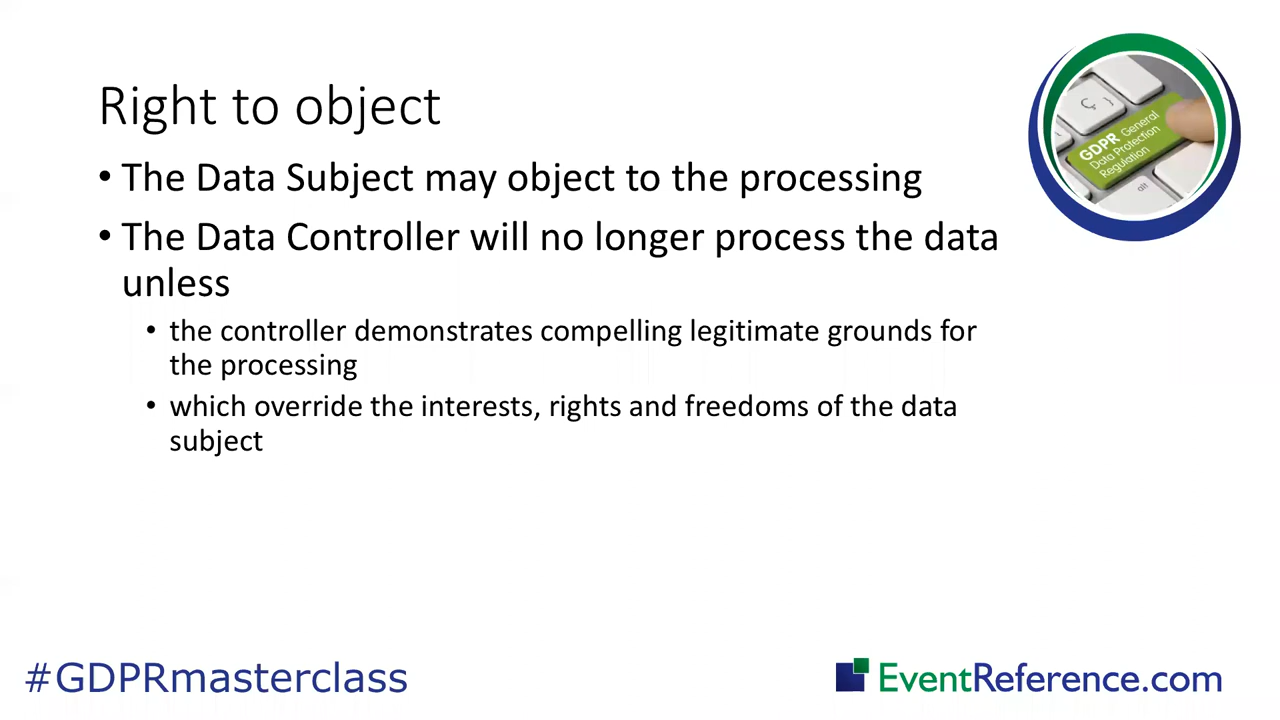 Right to object
• The Data Subject may object to the processing
• The Data Controller will no longer process the data
unless
• the controller demonstrates compelling legitimate grounds for
the processing
• which override the interests, rights and freedoms of the data
subject
Ç
GDPR General
Data Protection
Regulation
alt
#GDPRmasterclass
EventReference.com